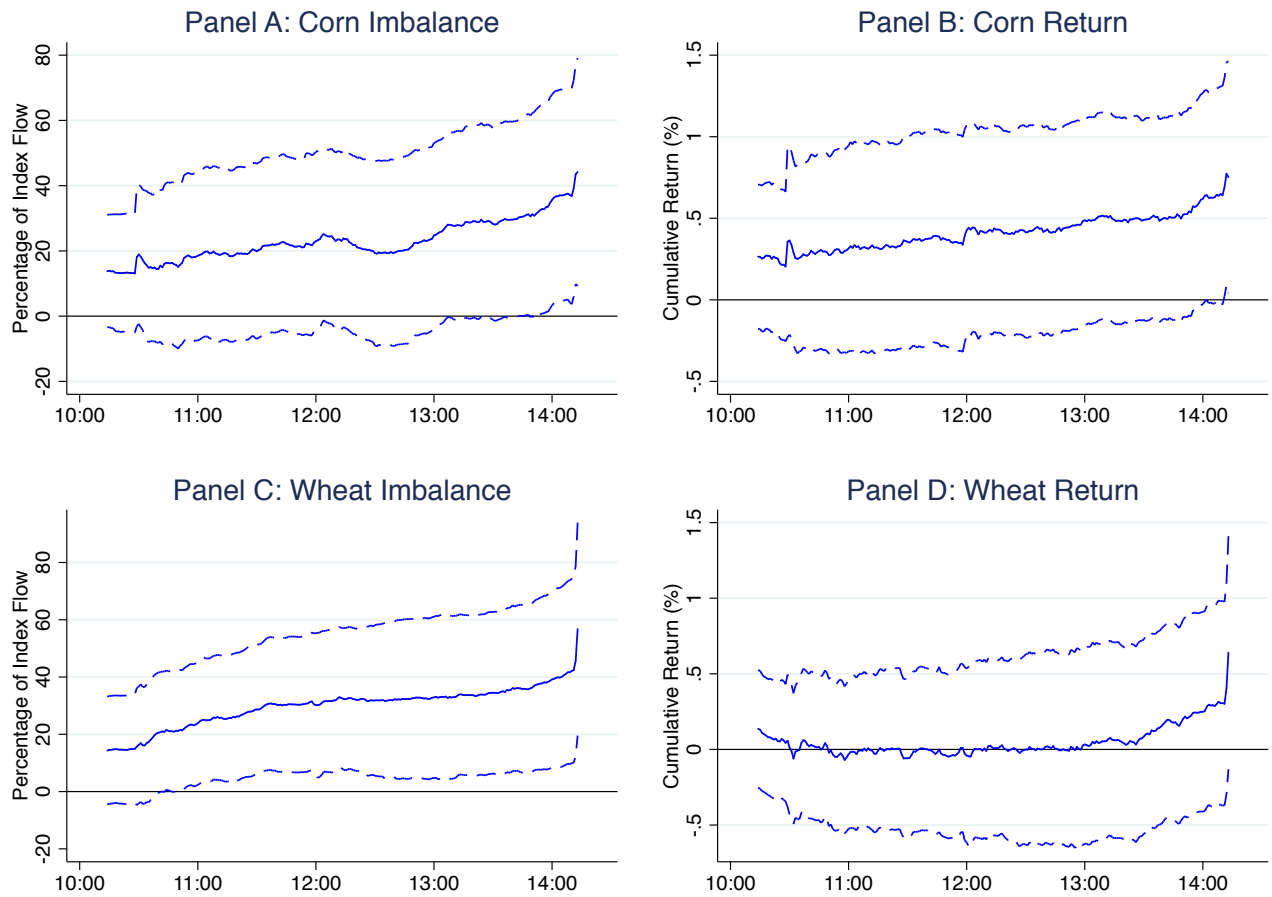 Panel A: Corn Imbalance
Percentage of Index Flow
80
60
40
20
0
-20
10:00 11:00 12:00 13:00 14:00
Panel B: Corn Return
Cumulative Return (%)
1.5
1
.5
0
-.5
10:00 11:00 12:00 13:00 14:00
Panel C: Wheat Imbalance
Percentage of Index Flow
80
60
40
20
0
-20
10:00 11:00 12:00 13:00 14:00
Panel D: Wheat Return
Cumulative Return (%)
1.5
1
.5
0
-.5
10:00 11:00 12:00 13:00 14:00